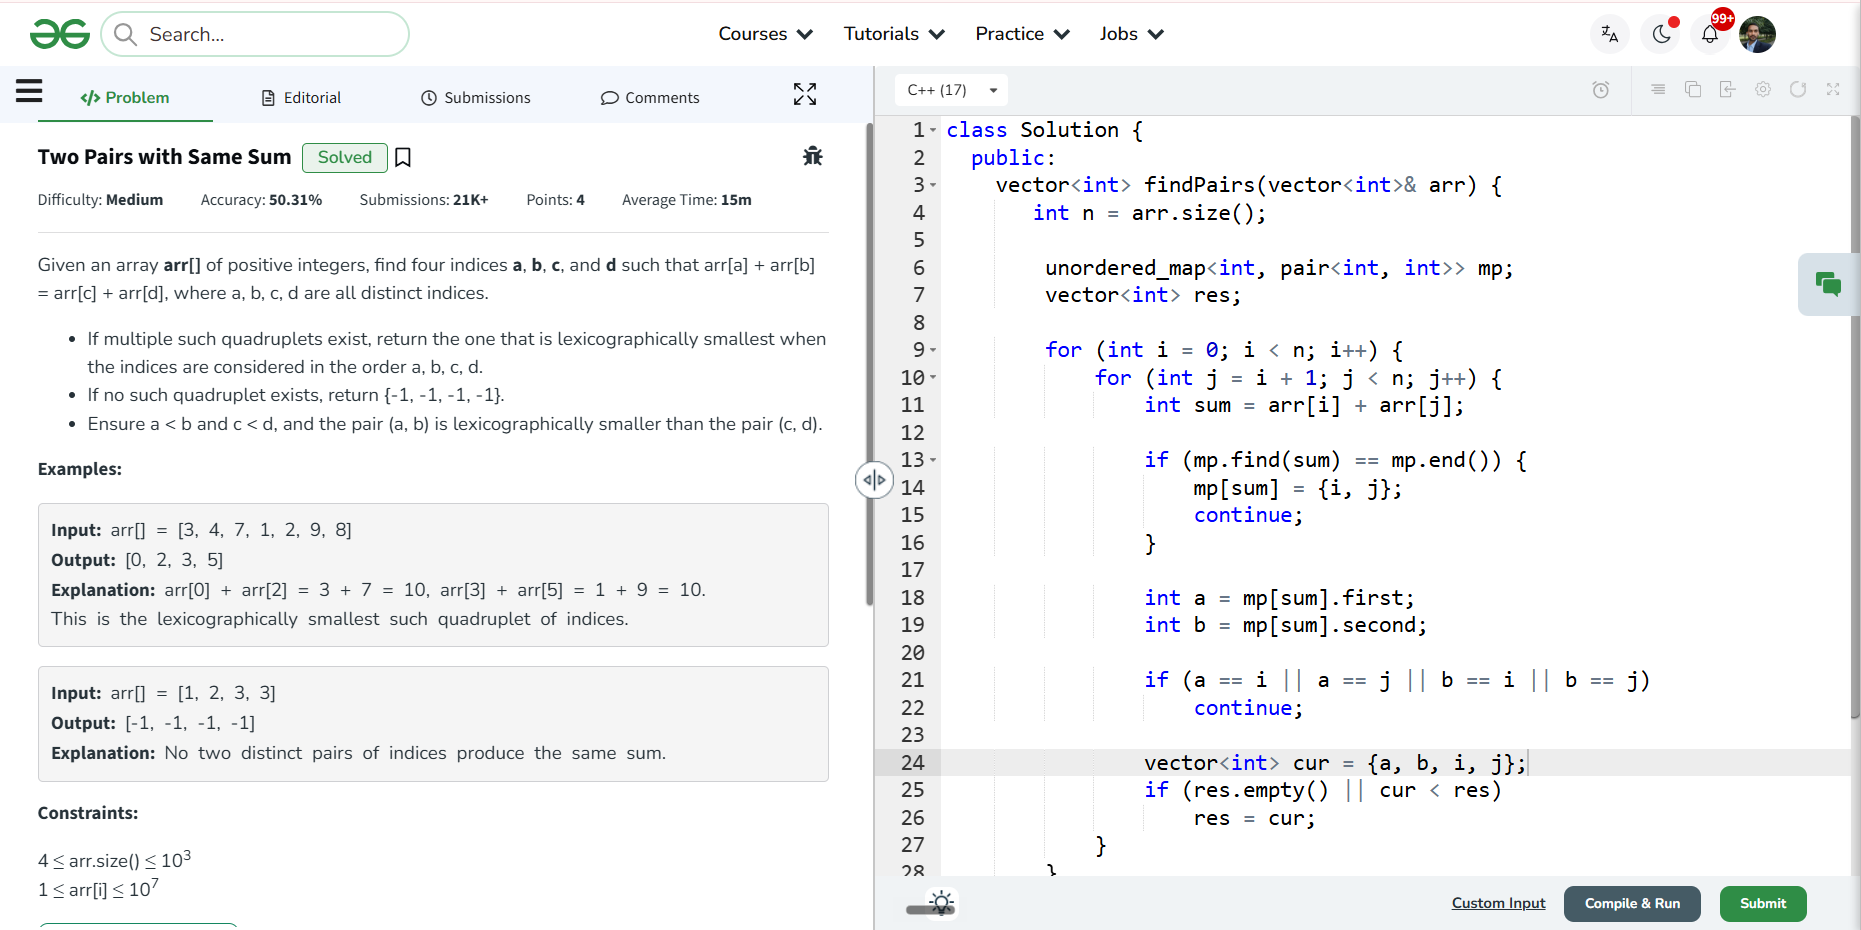 Search...
Courses
Tutorials
Practice
Jobs
99+
Problem
Editorial
Submissions
Comments
C++ (17)
Two Pairs with Same Sum
Solved
Difficulty: Medium
Accuracy: 50.31%
Submissions: 21K+
Points: 4
Average Time: 15m
Given an array arr[] of positive integers, find four indices a, b, c, and d such that arr[a] + arr[b]
= arr[c] + arr[d], where a, b, c, d are all distinct indices.
• If multiple such quadruplets exist, return the one that is lexicographically smallest when
the indices are considered in the order a, b, c, d.
• If no such quadruplet exists, return {-1, -1, -1, -1}.
• Ensure a < b and c < d, and the pair (a, b) is lexicographically smaller than the pair (c, d).
Examples:
Input: arr[] = [3, 4, 7, 1, 2, 9, 8]
Output: [0, 2, 3, 5]
Explanation: arr[0] + arr[2] = 3 + 7 = 10, arr[3] + arr[5] = 1 + 9 = 10.
This is the lexicographically smallest such quadruplet of indices.
Input: arr[] = [1, 2, 3, 3]
Output: [-1, -1, -1, -1]
Explanation: No two distinct pairs of indices produce the same sum.
Constraints:
4 ≤ arr.size() ≤ 10³
1 ≤ arr[i] ≤ 10⁷
1 class Solution {
2 public:
3 vector<int> findPairs(vector<int>& arr) {
4 int n = arr.size();
5
6 unordered_map<int, pair<int, int>> mp;
7 vector<int> res;
8
9 for (int i = 0; i < n; i++) {
10 for (int j = i + 1; j < n; j++) {
11 int sum = arr[i] + arr[j];
12
13 if (mp.find(sum) == mp.end()) {
14 mp[sum] = {i, j};
15 continue;
16 }
17
18 int a = mp[sum].first;
19 int b = mp[sum].second;
20
21 if (a == i || a == j || b == i || b == j)
22 continue;
23
24 vector<int> cur = {a, b, i, j};
25 if (res.empty() || cur < res)
26 res = cur;
27 }
28 }
Custom Input
Compile & Run
Submit